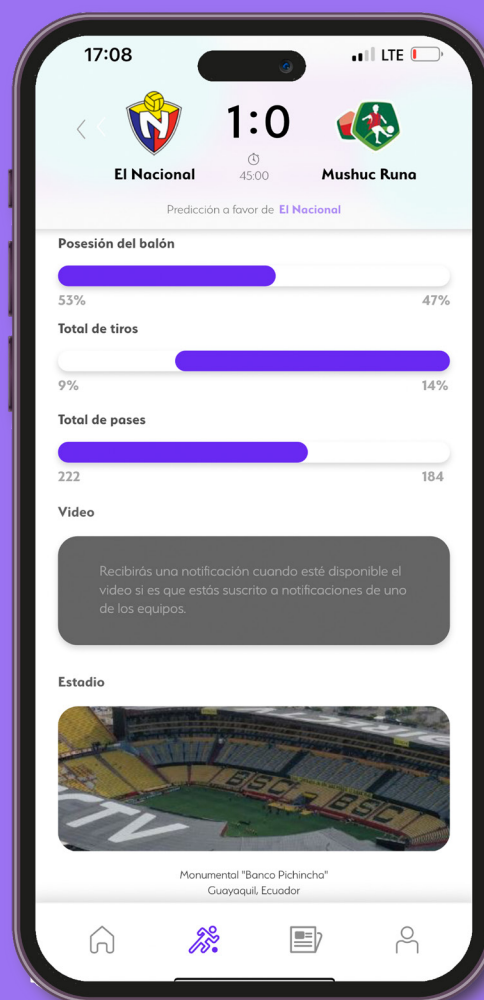 17:08
LTE
1:0
45:00
El Nacional
Mushuc Runa
Predicción a favor de El Nacional
Posesión del balón
53%
47%
Total de tiros
9%
14%
Total de pases
222
184
Video
Recibirás una notificación cuando esté disponible el
video si es que estás suscrito a notificaciones de uno
de los equipos.
Estadio
BSC BSC
TTV
Monumental "Banco Pichincha"
Guayaquil, Ecuador